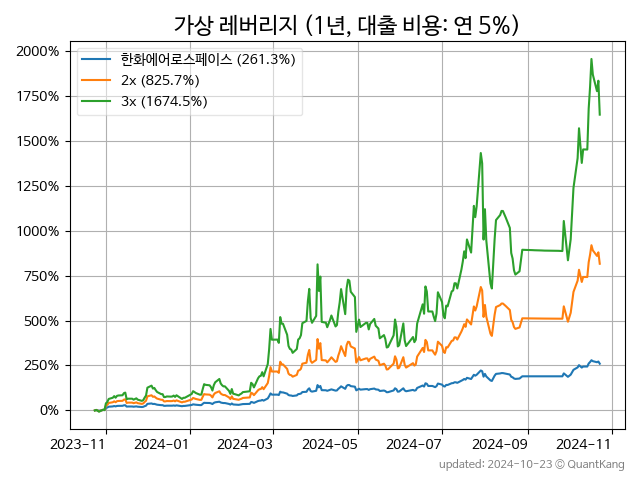 가상 레버리지 (1년, 대출 비용: 연 5%)
2000%
1750%
1500%
1250%
1000%
750%
500%
250%
0%
한화에어로스페이스 (261.3%)
2x (825.7%)
3x (1674.5%)
2023-11 2024-01 2024-03 2024-05 2024-07 2024-09 2024-11
updated: 2024-10-23 © QuantKang